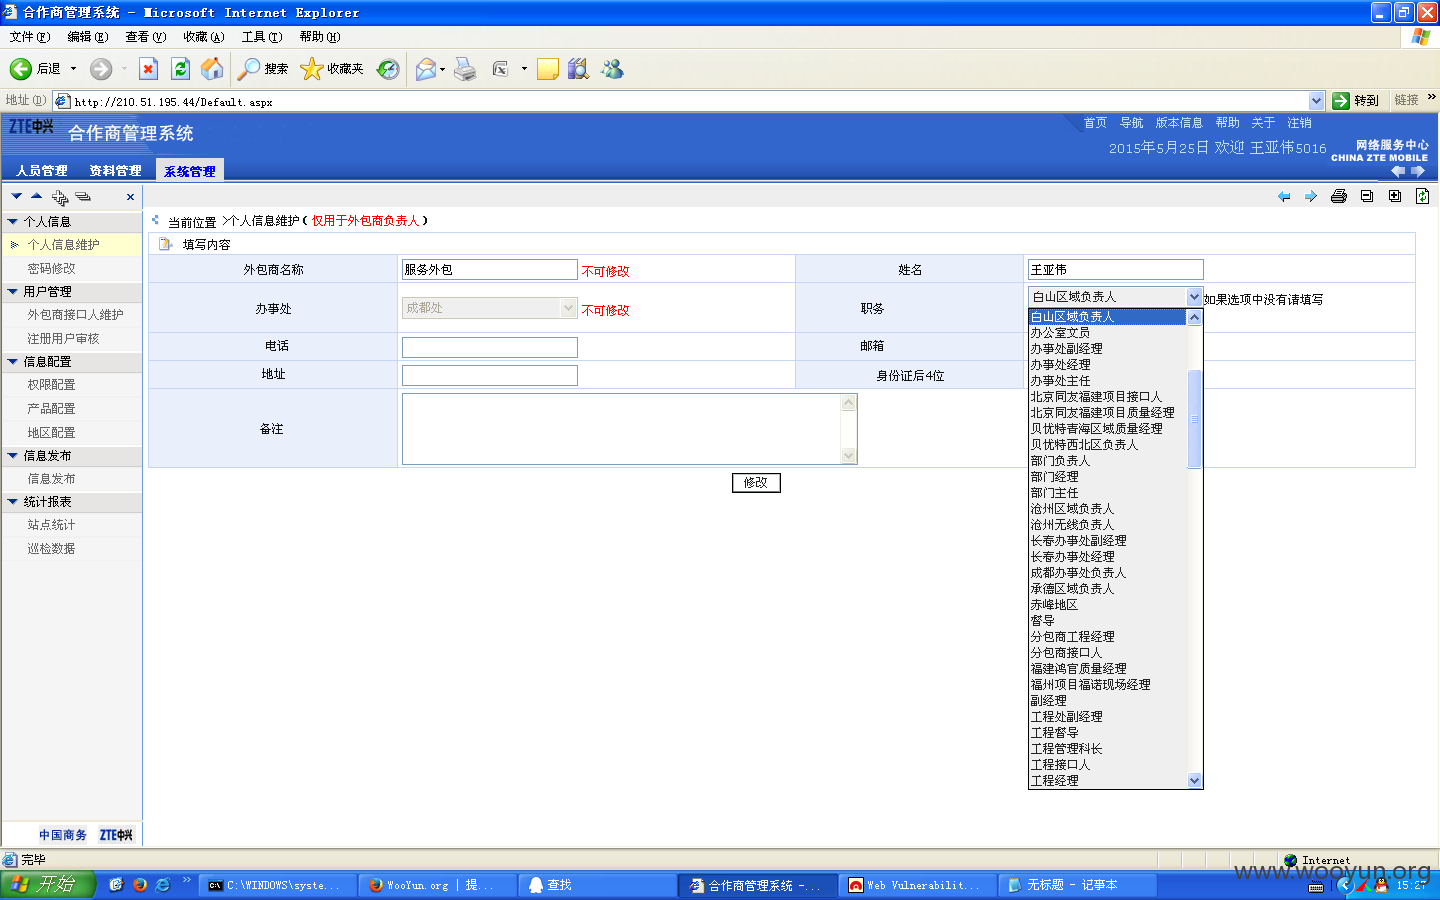 合作商管理系统 - Microsoft Internet Explorer
文件(F) 编辑(E) 查看(V) 收藏(A) 工具(T) 帮助(H)
后退 搜索 收藏夹
地址(D) http://210.51.195.44/Default.aspx 转到 链接 »
ZTE中兴 合作商管理系统
首页 导航 版本信息 帮助 关于 注销
2015年5月25日 欢迎 王亚伟5016
网络服务中心
CHINA ZTE MOBILE
人员管理 资料管理 系统管理
个人信息
个人信息维护
密码修改
用户管理
外包商接口人维护
注册用户审核
信息配置
权限配置
产品配置
地区配置
信息发布
信息发布
统计报表
站点统计
巡检数据
中国商务 ZTE中兴
当前位置 >个人信息维护(仅用于外包商负责人)
填写内容
外包商名称 服务外包 不可修改 姓名 王亚伟
办事处 成都处 不可修改 职务 白山区域负责人 如果选项中没有请填写
电话 邮箱
地址 身份证后4位
备注
修改
白山区域负责人
办公室文员
办事处副经理
办事处经理
办事处主任
北京同友福建项目接口人
北京同友福建项目质量经理
贝优特青海区域质量经理
贝优特西北区负责人
部门负责人
部门经理
部门主任
沧州区域负责人
沧州无线负责人
长春办事处副经理
长春办事处经理
成都办事处负责人
承德区域负责人
赤峰地区
督导
分包商工程经理
分包商接口人
福建鸿官质量经理
福州项目福诺现场经理
副经理
工程处副经理
工程督导
工程管理科长
工程接口人
工程经理
完毕 Internet
www.wooyun.org
开始 » C:\WINDOWS\syste... WooYun.org | 提... 查找 合作商管理系统 -... Web Vulnerabilit... 无标题 - 记事本 15:27